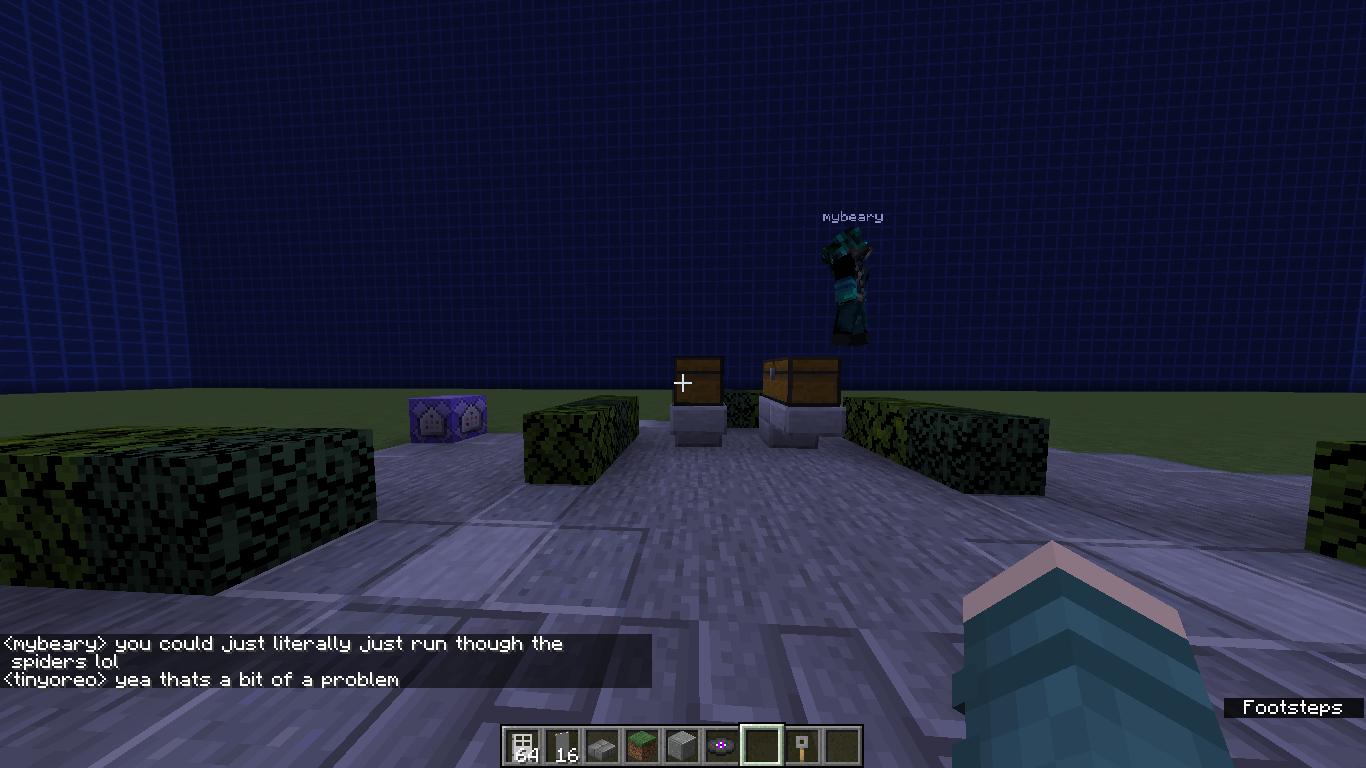 mybeary
<mybeary> you could just literally just run though the
spiders lol
<tinyoreo> yea thats a bit of a problem
Footsteps
64 16